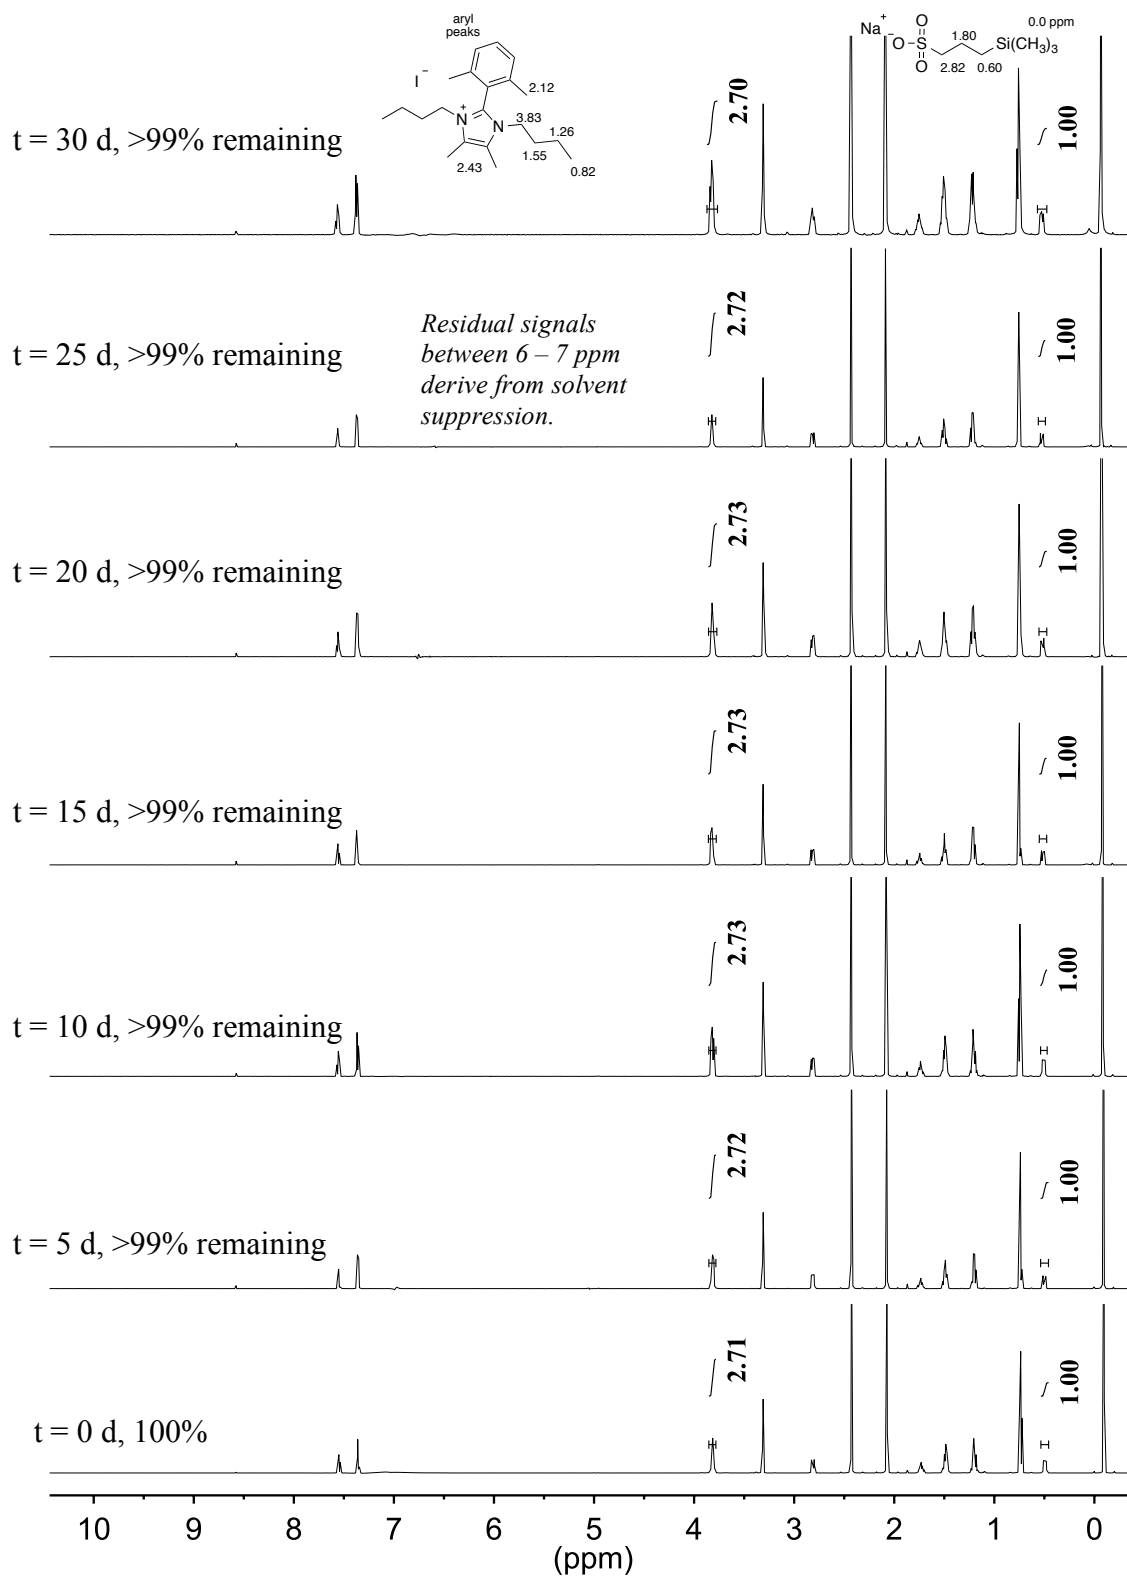 aryl
peaks
I⁻
2.12
N
+
N
3.83
1.26
1.55
0.82
2.43
Na⁺
⁻O
O
S
O
1.80
2.82
0.60
0.0 ppm
Si(CH₃)₃
t = 30 d, >99% remaining
2.70
1.00
t = 25 d, >99% remaining
Residual signals
between 6 – 7 ppm
derive from solvent
suppression.
2.72
1.00
t = 20 d, >99% remaining
2.73
1.00
t = 15 d, >99% remaining
2.73
1.00
t = 10 d, >99% remaining
2.73
1.00
t = 5 d, >99% remaining
2.72
1.00
t = 0 d, 100%
2.71
1.00
10 9 8 7 6 5 4 3 2 1 0
(ppm)